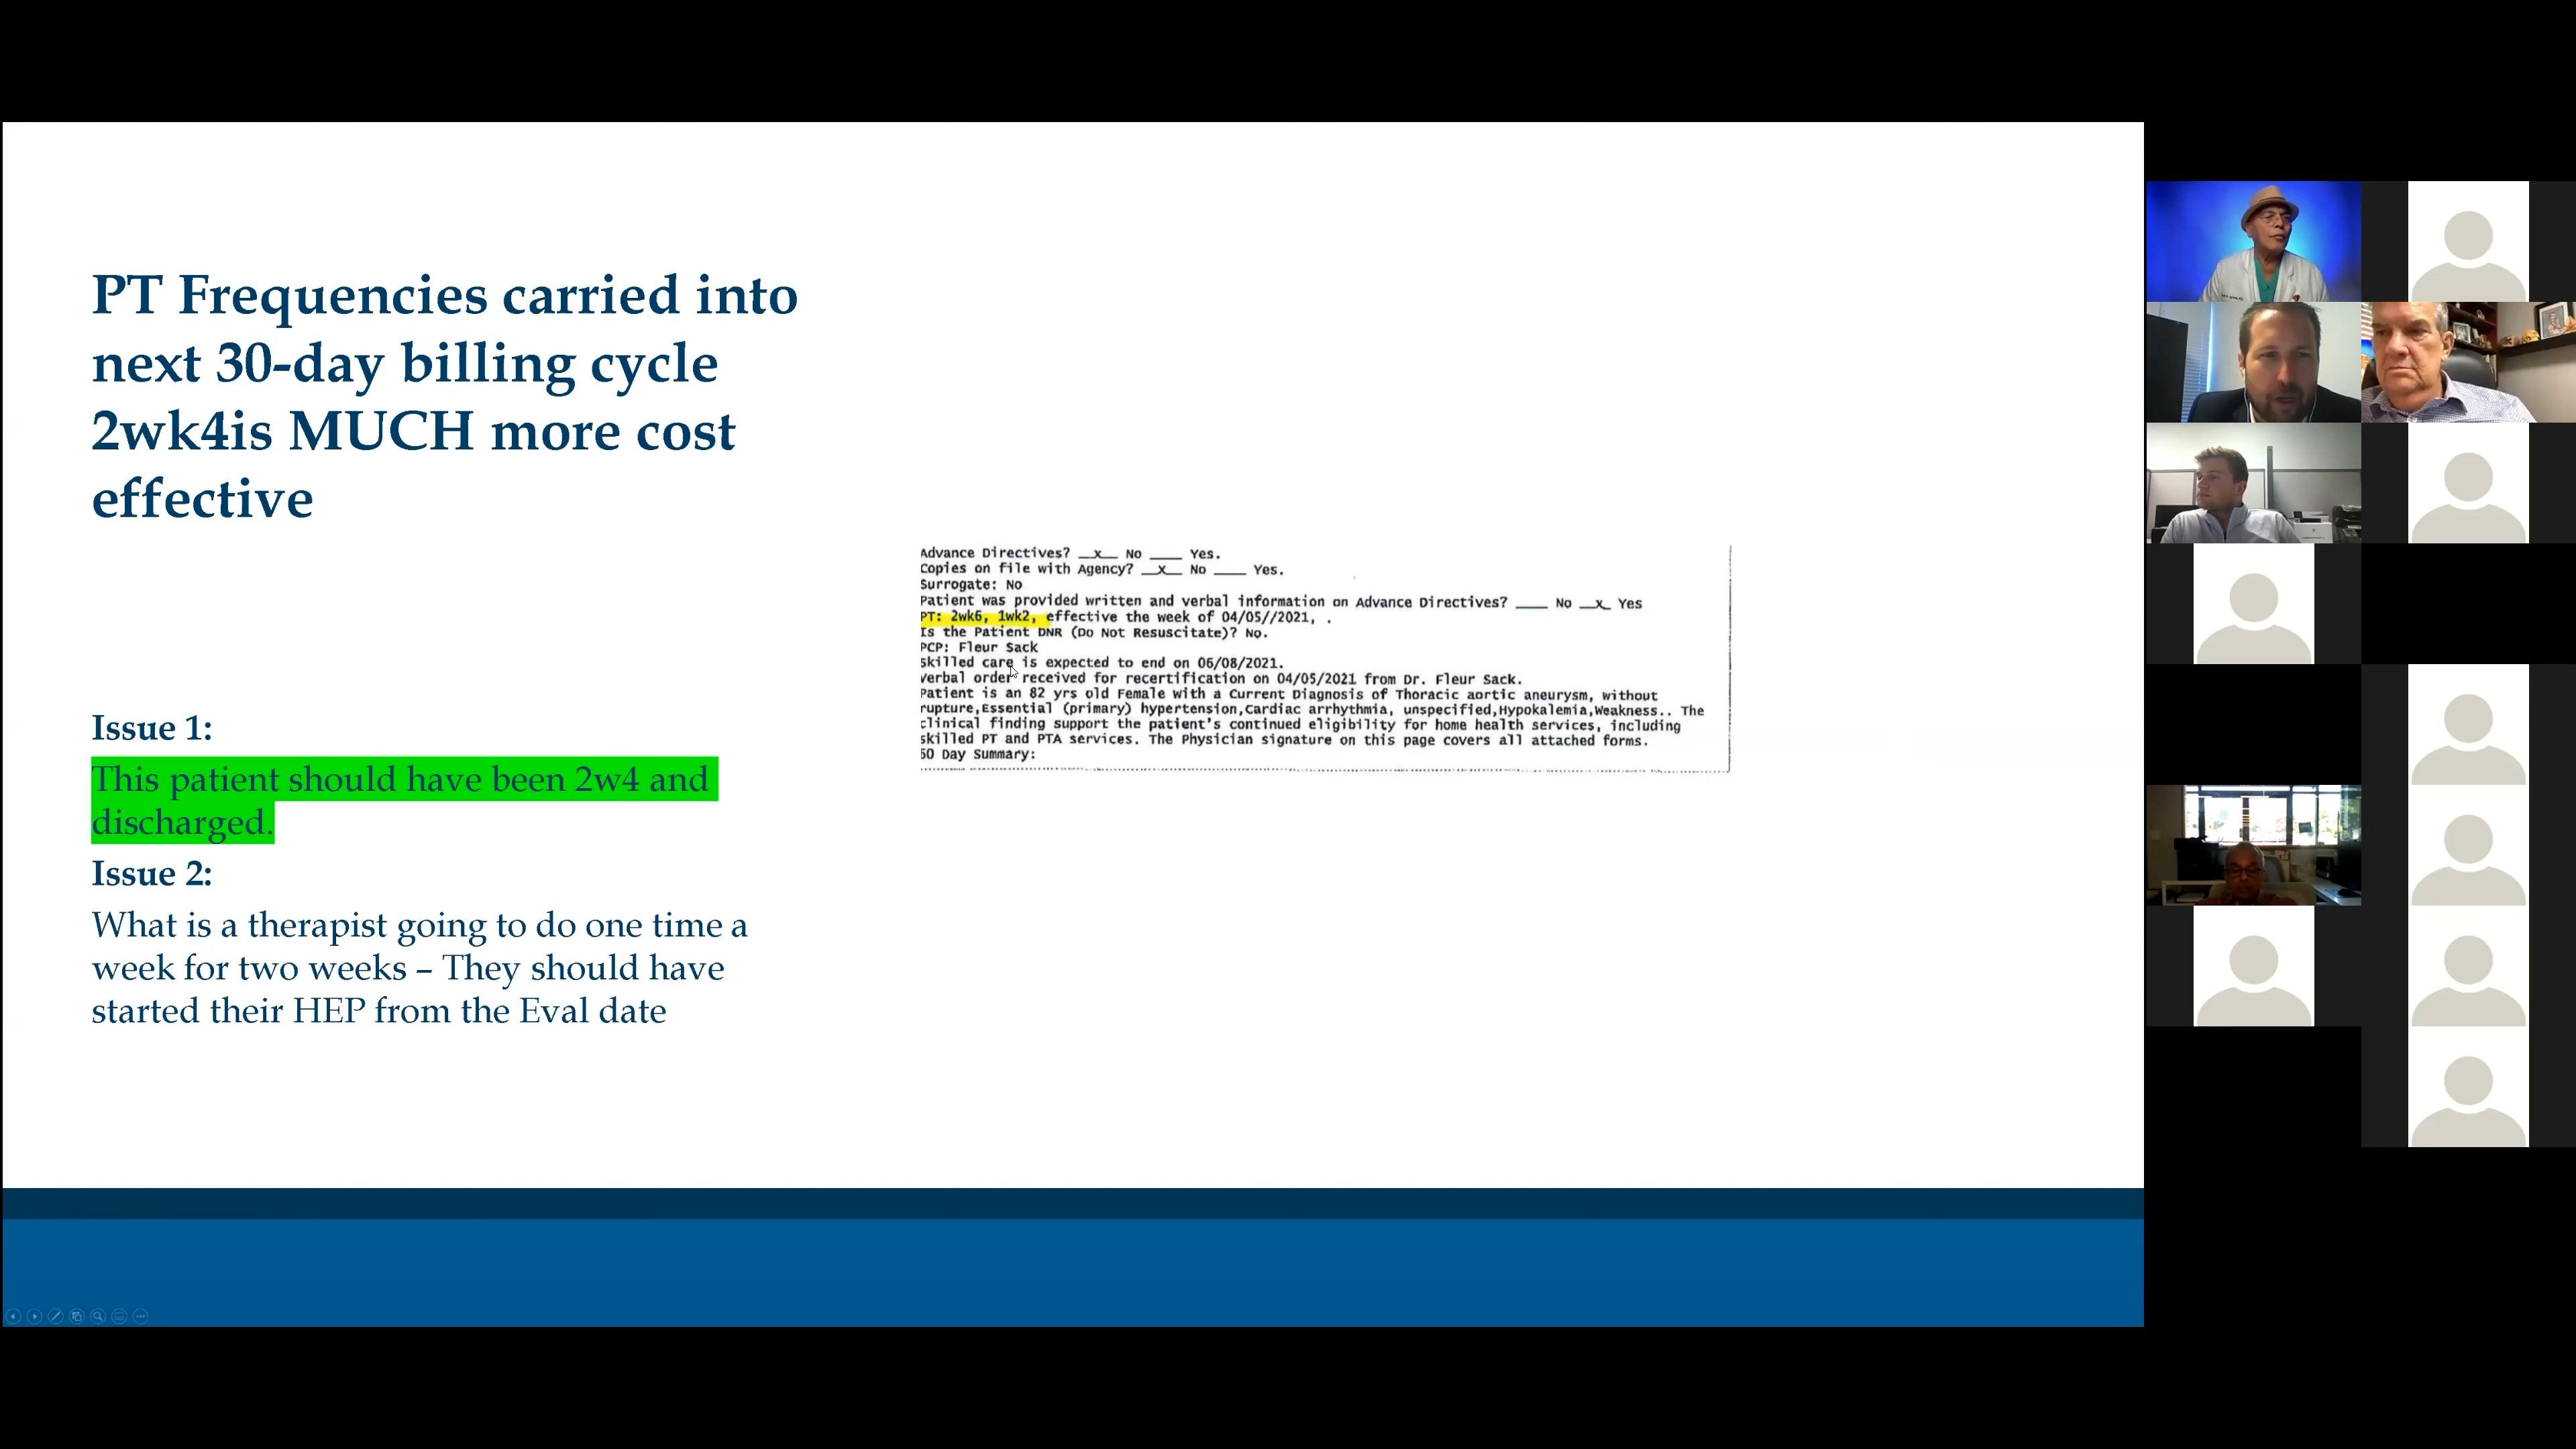 PT Frequencies carried into
next 30-day billing cycle
2wk4is MUCH more cost
effective
Issue 1:
This patient should have been 2w4 and
discharged.
Issue 2:
What is a therapist going to do one time a
week for two weeks – They should have
started their HEP from the Eval date
Advance Directives? __x__ No ____ Yes.
Copies on file with Agency? __x__ No ____ Yes.
Surrogate: No
Patient was provided written and verbal information on Advance Directives? ____ No __x_ Yes
PT: 2wk6, 1wk2, effective the week of 04/05//2021, .
Is the Patient DNR (Do Not Resuscitate)? No.
PCP: Fleur Sack
Skilled care is expected to end on 06/08/2021.
Verbal order received for recertification on 04/05/2021 from Dr. Fleur Sack.
Patient is an 82 yrs old Female with a Current Diagnosis of Thoracic aortic aneurysm, without
rupture,Essential (primary) hypertension,Cardiac arrhythmia, unspecified,Hypokalemia,Weakness.. The
clinical finding support the patient's continued eligibility for home health services, including
skilled PT and PTA services. The Physician signature on this page covers all attached forms.
60 Day Summary: